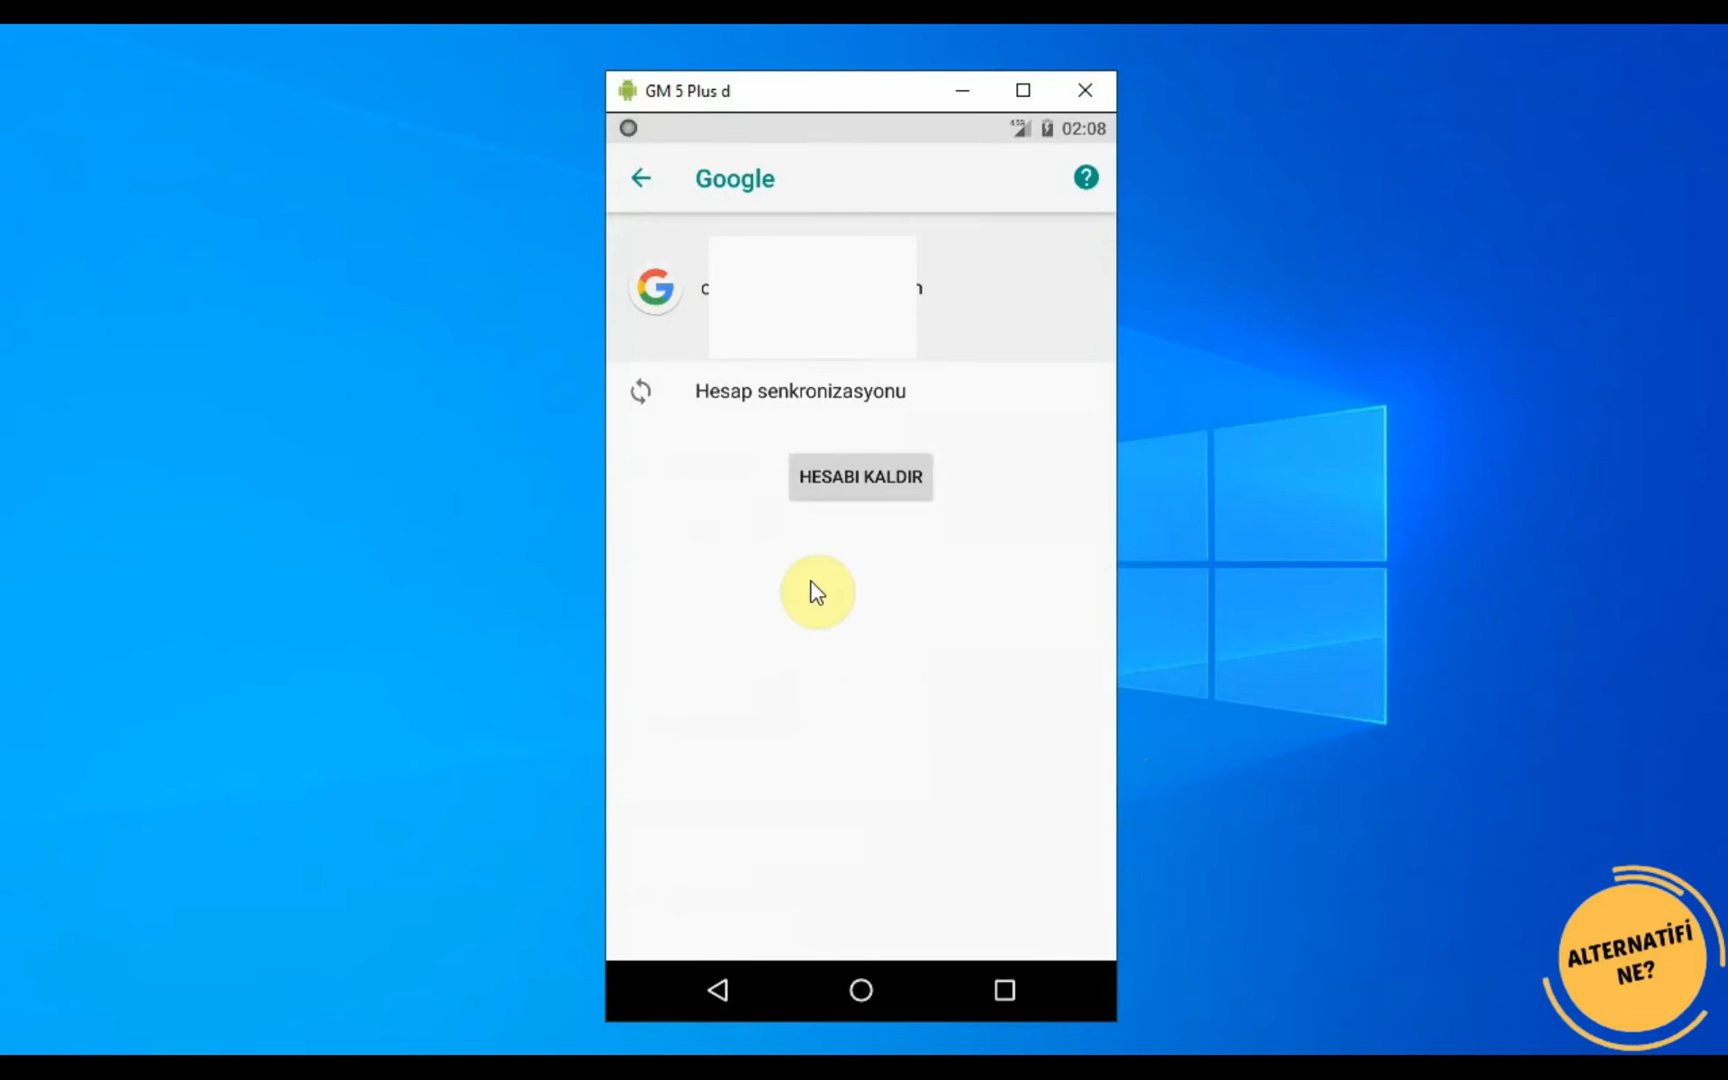 GM 5 Plus d
02:08
Google
Hesap senkronizasyonu
HESABI KALDIR
ALTERNATİFİ
NE?